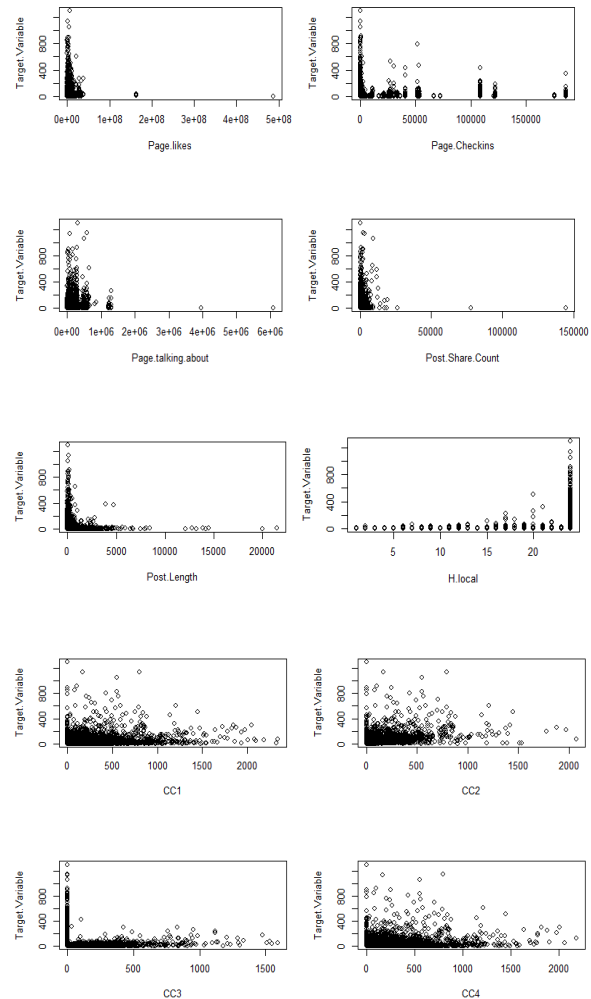 Target.Variable
0 400 800
0e+00 1e+08 2e+08 3e+08 4e+08 5e+08
Page.likes
Target.Variable
0 400 800
0 50000 100000 150000
Page.Checkins
Target.Variable
0 400 800
0e+00 1e+06 2e+06 3e+06 4e+06 5e+06 6e+06
Page.talking.about
Target.Variable
0 400 800
0 50000 100000 150000
Post.Share.Count
Target.Variable
0 400 800
0 5000 10000 15000 20000
Post.Length
Target.Variable
0 400 800
5 10 15 20
H.local
Target.Variable
0 400 800
0 500 1000 1500 2000
CC1
Target.Variable
0 400 800
0 500 1000 1500 2000
CC2
Target.Variable
0 400 800
0 500 1000 1500
CC3
Target.Variable
0 400 800
0 500 1000 1500 2000
CC4